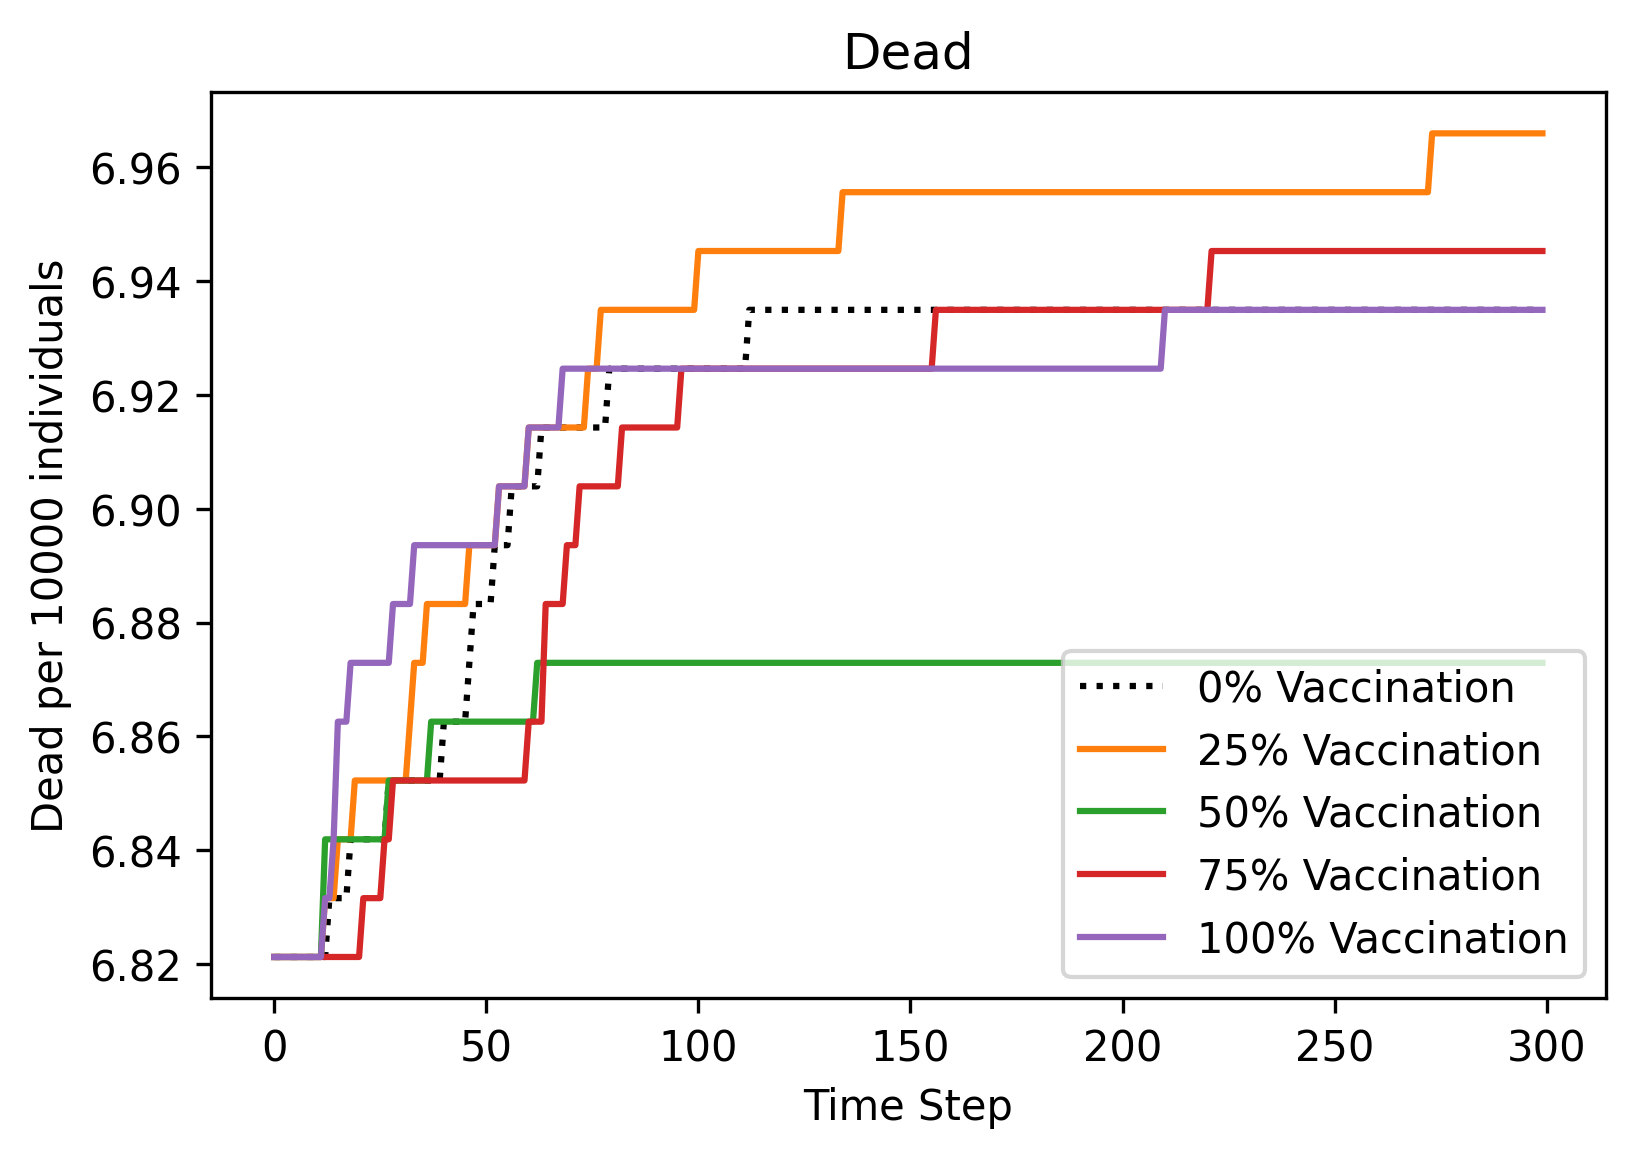 Dead
Dead per 10000 individuals
6.96
6.94
6.92
6.90
6.88
6.86
6.84
6.82
0% Vaccination
25% Vaccination
50% Vaccination
75% Vaccination
100% Vaccination
0 50 100 150 200 250 300
Time Step